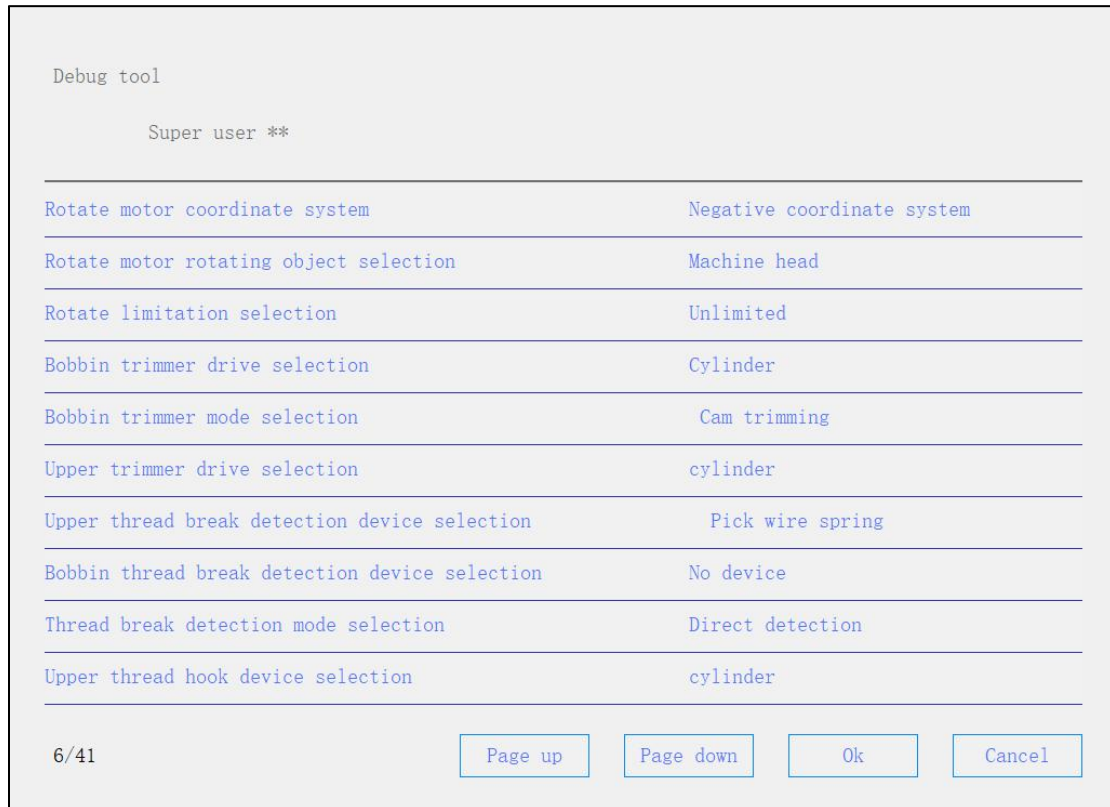 Debug tool
Super user **
Rotate motor coordinate system Negative coordinate system
Rotate motor rotating object selection Machine head
Rotate limitation selection Unlimited
Bobbin trimmer drive selection Cylinder
Bobbin trimmer mode selection Cam trimming
Upper trimmer drive selection cylinder
Upper thread break detection device selection Pick wire spring
Bobbin thread break detection device selection No device
Thread break detection mode selection Direct detection
Upper thread hook device selection cylinder
6/41 Page up Page down Ok Cancel